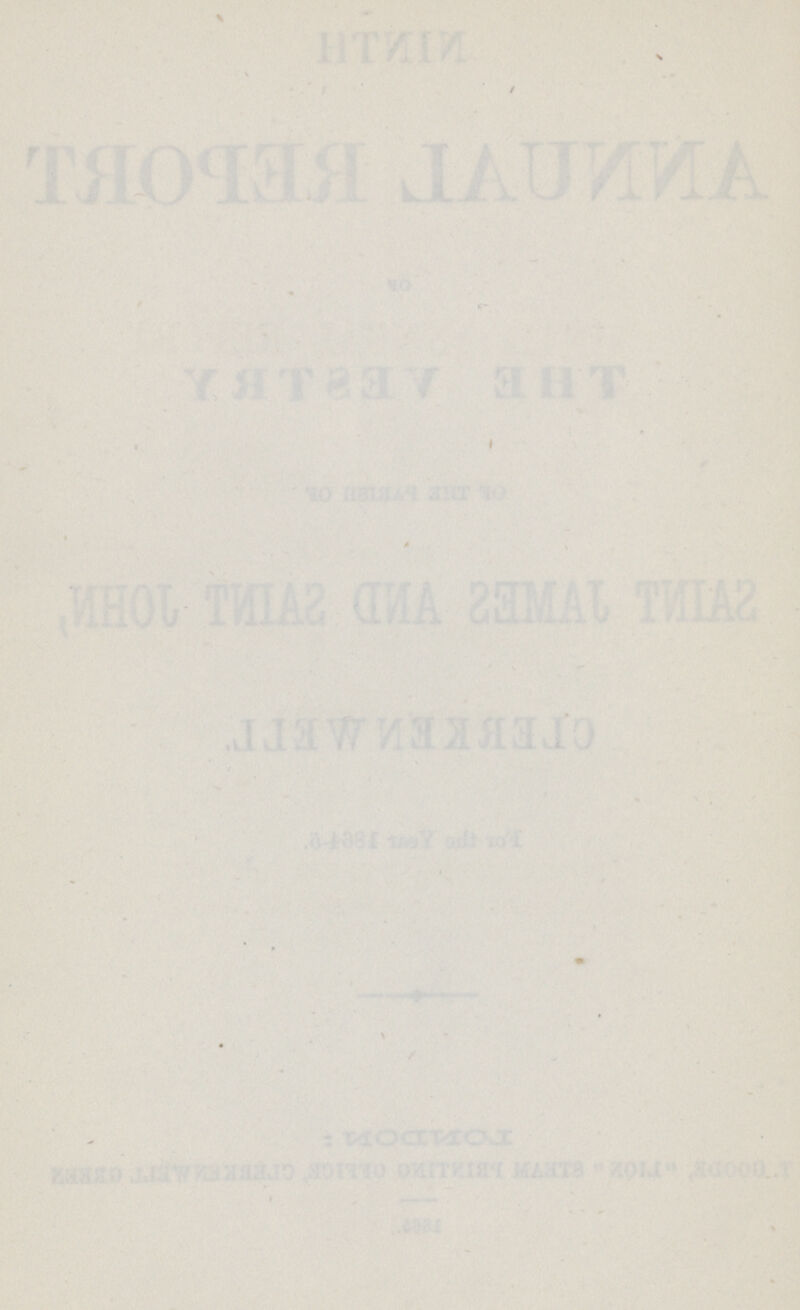 NINTH
ANNUAL REPORT
OF
THE VESTRY
OF THE PARISH OF
SAINT JAMES AND SAINT JOHN,
CLERKENWELL.
For the Year 1864-5.
LONDON:
T. GOODE, "LION" STEAM PRINTING OFFICE, CLERKENWELL GREEN